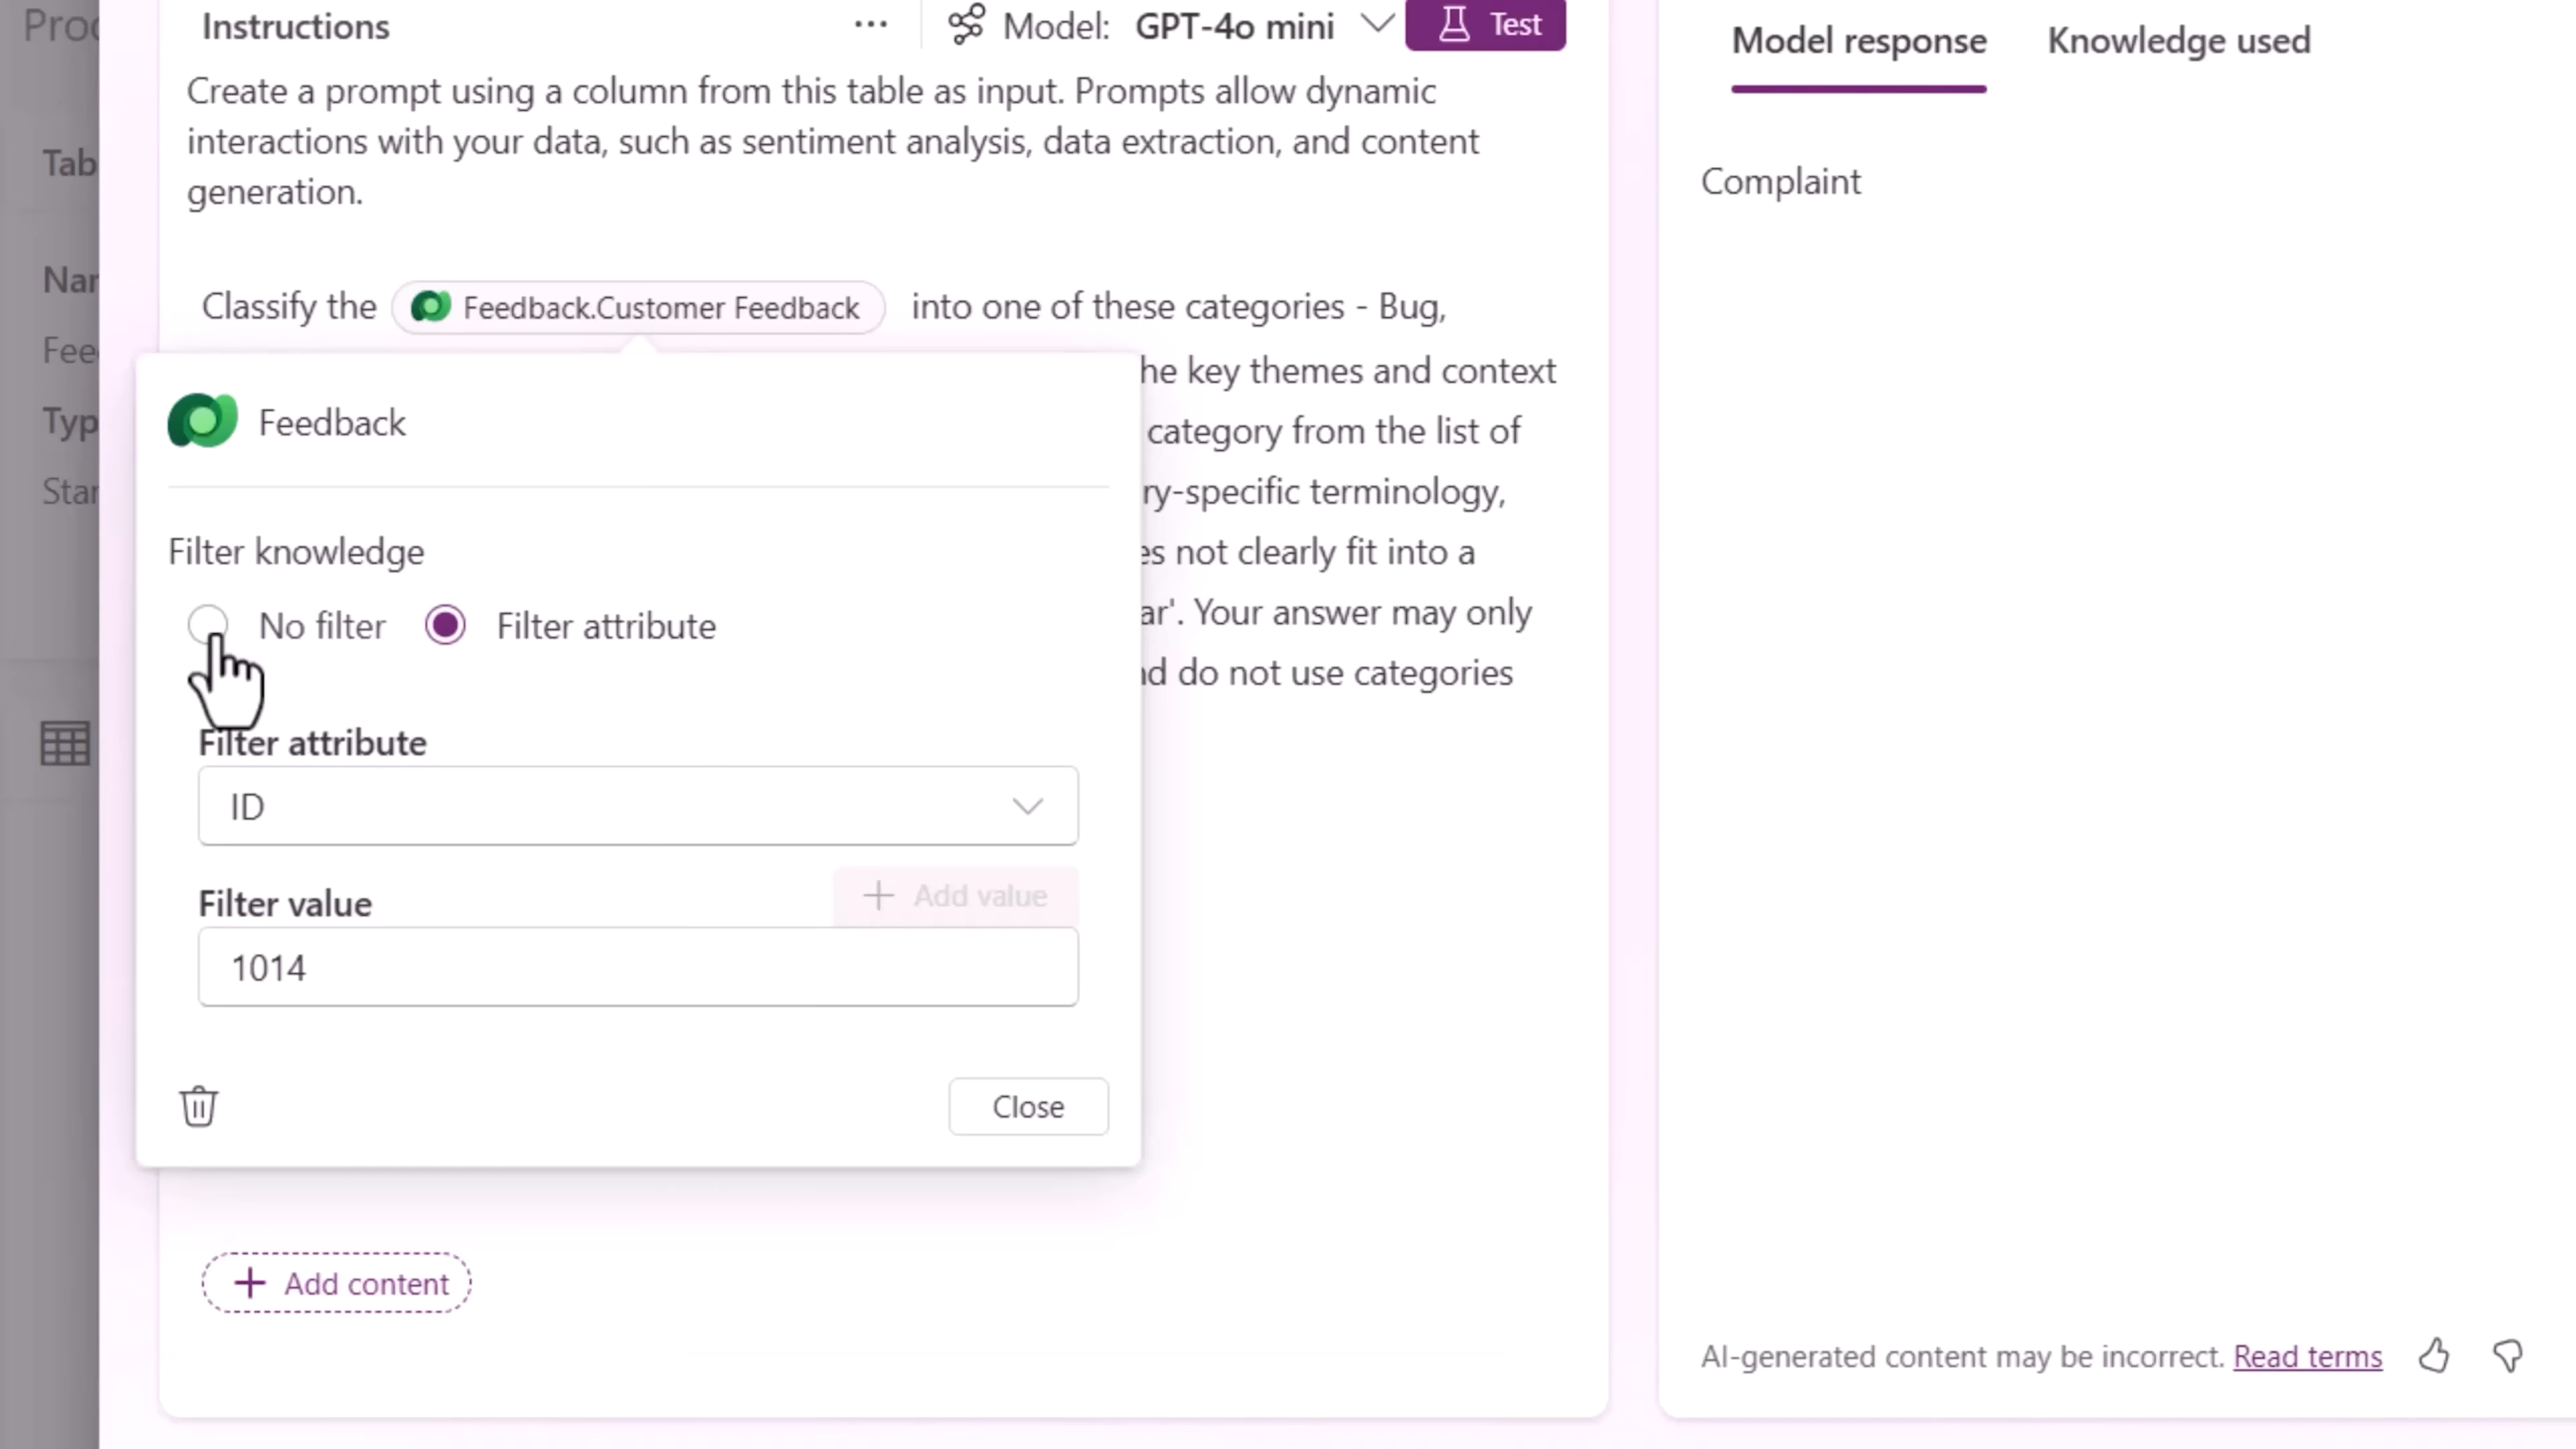 Instructions
Model: GPT-4o mini
Test
Create a prompt using a column from this table as input. Prompts allow dynamic
interactions with your data, such as sentiment analysis, data extraction, and content
generation.
Classify the Feedback.Customer Feedback into one of these categories - Bug,
he key themes and context
category from the list of
ry-specific terminology,
es not clearly fit into a
ar'. Your answer may only
nd do not use categories
Feedback
Filter knowledge
No filter
Filter attribute
Filter attribute
ID
Filter value
Add value
1014
Close
Add content
Model response
Knowledge used
Complaint
AI-generated content may be incorrect. Read terms
Proc
Tab
Nar
Fee
Typ
Star